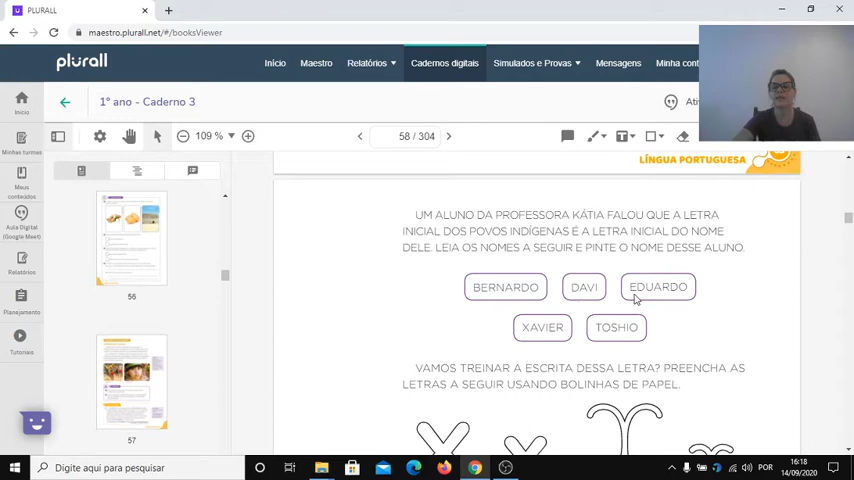 PLURALL
maestro.plurall.net/#/booksViewer
plurall
Início
Maestro
Relatórios
Cadernos digitais
Simulados e Provas
Mensagens
Minha con
1º ano - Caderno 3
Inicio
Minhas turmas
Meus
conteúdos
Aula Digital
(Google Meet)
Relatórios
Planejamento
Tutoriais
109 %
58 / 304
56
57
LÍNGUA PORTUGUESA
UM ALUNO DA PROFESSORA KÁTIA FALOU QUE A LETRA
INICIAL DOS POVOS INDÍGENAS É A LETRA INICIAL DO NOME
DELE. LEIA OS NOMES A SEGUIR E PINTE O NOME DESSE ALUNO.
BERNARDO
DAVI
EDUARDO
XAVIER
TOSHIO
VAMOS TREINAR A ESCRITA DESSA LETRA? PREENCHA AS
LETRAS A SEGUIR USANDO BOLINHAS DE PAPEL.
Digite aqui para pesquisar
POR
16:18
14/09/2020